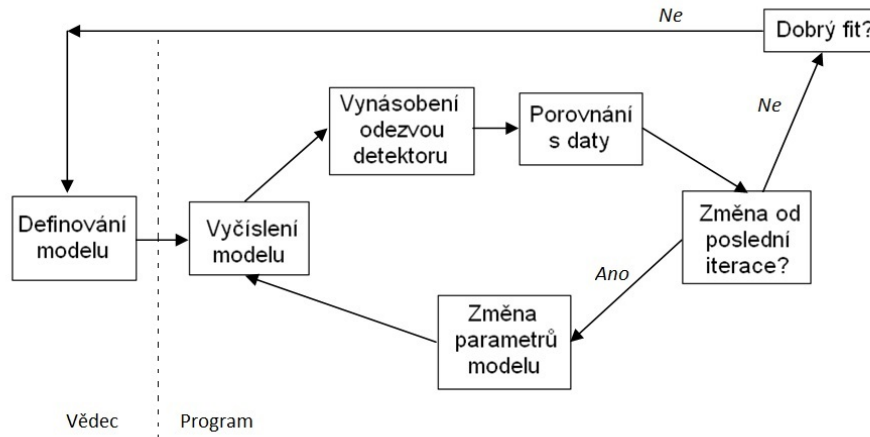 Ne
Dobrý fit?
Ne
Vynásobení
odezvou
detektoru
Porovnání
s daty
Definování
modelu
Vyčíslení
modelu
Změna od
poslední
iterace?
Ano
Změna
parametrů
modelu
Vědec
Program